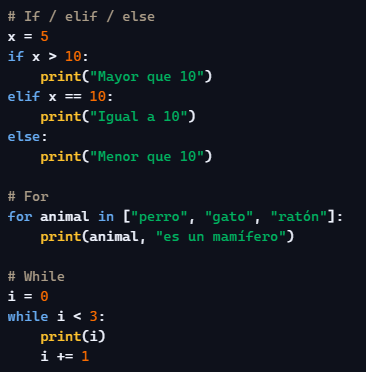 # If / elif / else
x = 5
if x > 10:
    print("Mayor que 10")
elif x == 10:
    print("Igual a 10")
else:
    print("Menor que 10")

# For
for animal in ["perro", "gato", "ratón"]:
    print(animal, "es un mamífero")

# While
i = 0
while i < 3:
    print(i)
    i += 1